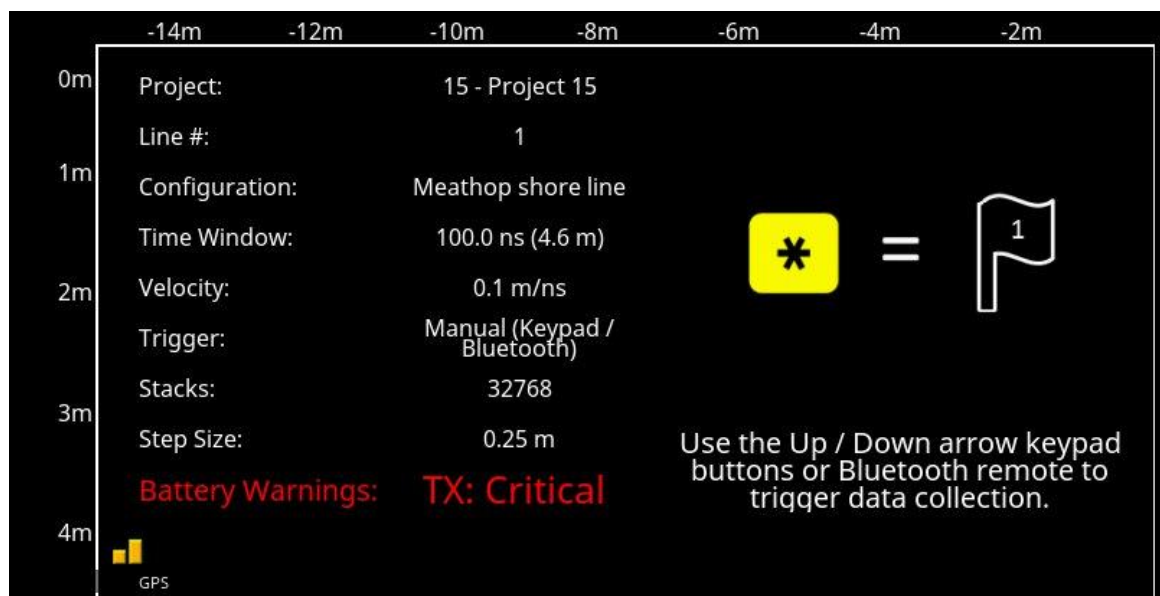 -14m -12m -10m -8m -6m -4m -2m
0m
1m
2m
3m
4m
Project: 15 - Project 15
Line #: 1
Configuration: Meathop shore line
Time Window: 100.0 ns (4.6 m)
Velocity: 0.1 m/ns
Trigger: Manual (Keypad /
Bluetooth)
Stacks: 32768
Step Size: 0.25 m
Battery Warnings: TX: Critical
GPS
* = 1
Use the Up / Down arrow keypad
buttons or Bluetooth remote to
trigger data collection.